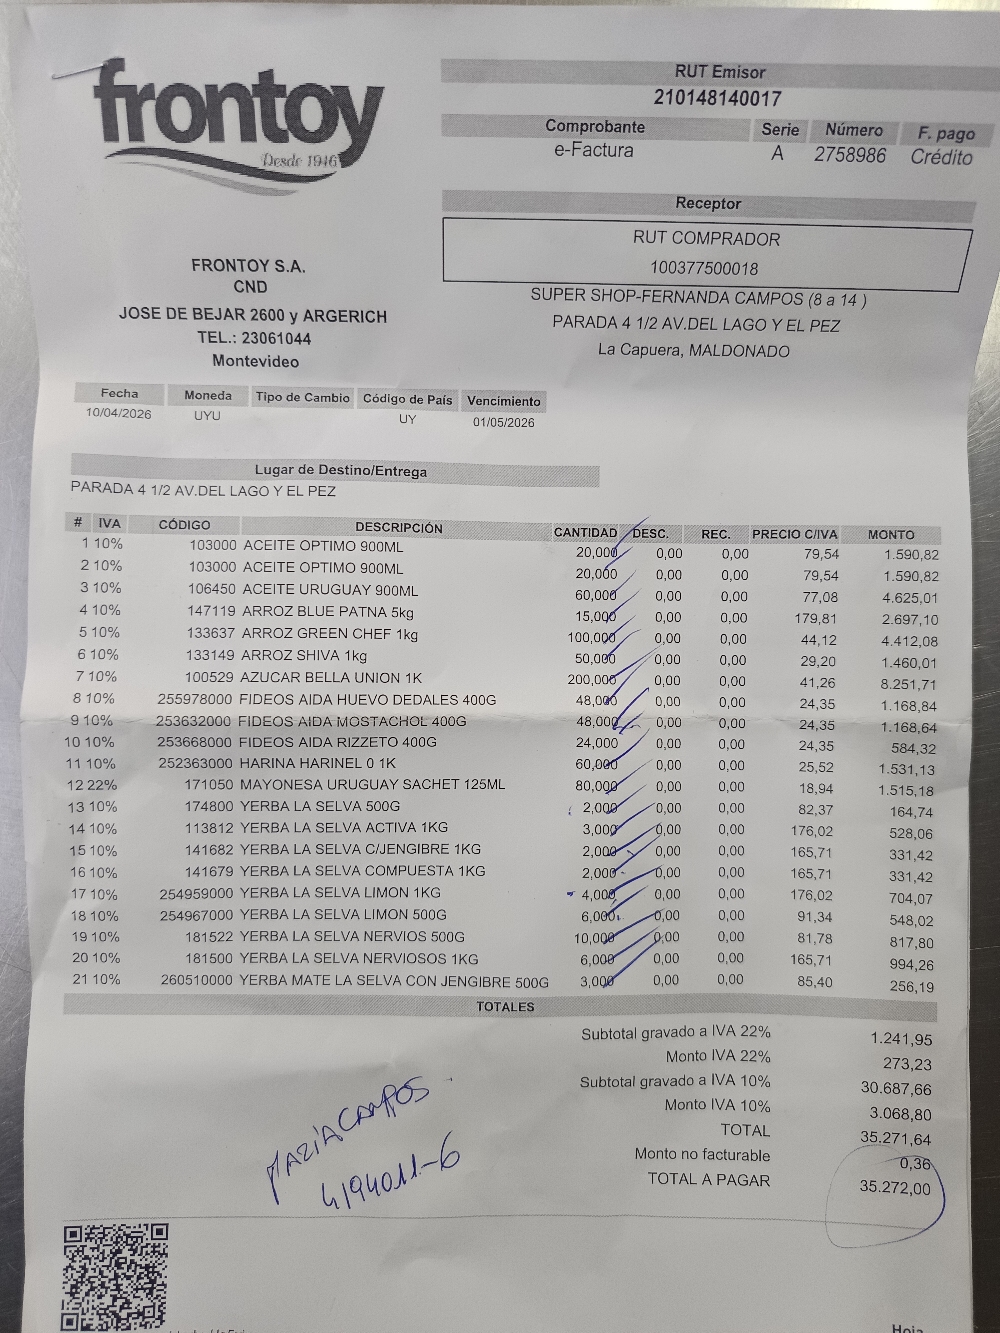 frontoy
Desde 1946
RUT Emisor
210148140017
Comprobante Serie Número F. pago
e-Factura A 2758986 Crédito
Receptor
RUT COMPRADOR
100377500018
SUPER SHOP-FERNANDA CAMPOS (8 a 14 )
PARADA 4 1/2 AV.DEL LAGO Y EL PEZ
La Capuera, MALDONADO
FRONTOY S.A.
CND
JOSE DE BEJAR 2600 y ARGERICH
TEL.: 23061044
Montevideo
Fecha Moneda Tipo de Cambio Código de País Vencimiento
10/04/2026 UYU UY 01/05/2026
Lugar de Destino/Entrega
PARADA 4 1/2 AV.DEL LAGO Y EL PEZ
# IVA CÓDIGO DESCRIPCIÓN CANTIDAD DESC. REC. PRECIO C/IVA MONTO
1 10% 103000 ACEITE OPTIMO 900ML 20,000 0,00 0,00 79,54 1.590,82
2 10% 103000 ACEITE OPTIMO 900ML 20,000 0,00 0,00 79,54 1.590,82
3 10% 106450 ACEITE URUGUAY 900ML 60,000 0,00 0,00 77,08 4.625,01
4 10% 147119 ARROZ BLUE PATNA 5kg 15,000 0,00 0,00 179,81 2.697,10
5 10% 133637 ARROZ GREEN CHEF 1kg 100,000 0,00 0,00 44,12 4.412,08
6 10% 133149 ARROZ SHIVA 1kg 50,000 0,00 0,00 29,20 1.460,01
7 10% 100529 AZUCAR BELLA UNION 1K 200,000 0,00 0,00 41,26 8.251,71
8 10% 255978000 FIDEOS AIDA HUEVO DEDALES 400G 48,000 0,00 0,00 24,35 1.168,84
9 10% 253632000 FIDEOS AIDA MOSTACHOL 400G 48,000 0,00 0,00 24,35 1.168,64
10 10% 253668000 FIDEOS AIDA RIZZETO 400G 24,000 0,00 0,00 24,35 584,32
11 10% 252363000 HARINA HARINEL 0 1K 60,000 0,00 0,00 25,52 1.531,13
12 22% 171050 MAYONESA URUGUAY SACHET 125ML 80,000 0,00 0,00 18,94 1.515,18
13 10% 174800 YERBA LA SELVA 500G 2,000 0,00 0,00 82,37 164,74
14 10% 113812 YERBA LA SELVA ACTIVA 1KG 3,000 0,00 0,00 176,02 528,06
15 10% 141682 YERBA LA SELVA C/JENGIBRE 1KG 2,000 0,00 0,00 165,71 331,42
16 10% 141679 YERBA LA SELVA COMPUESTA 1KG 2,000 0,00 0,00 165,71 331,42
17 10% 254959000 YERBA LA SELVA LIMON 1KG 4,000 0,00 0,00 176,02 704,07
18 10% 254967000 YERBA LA SELVA LIMON 500G 6,000 0,00 0,00 91,34 548,02
19 10% 181522 YERBA LA SELVA NERVIOS 500G 10,000 0,00 0,00 81,78 817,80
20 10% 181500 YERBA LA SELVA NERVIOSOS 1KG 6,000 0,00 0,00 165,71 994,26
21 10% 260510000 YERBA MATE LA SELVA CON JENGIBRE 500G 3,000 0,00 0,00 85,40 256,19
TOTALES
Subtotal gravado a IVA 22% 1.241,95
Monto IVA 22% 273,23
Subtotal gravado a IVA 10% 30.687,66
Monto IVA 10% 3.068,80
TOTAL 35.271,64
Monto no facturable 0,36
TOTAL A PAGAR 35.272,00
MARIA CAMPOS
4194011-6
Hoja